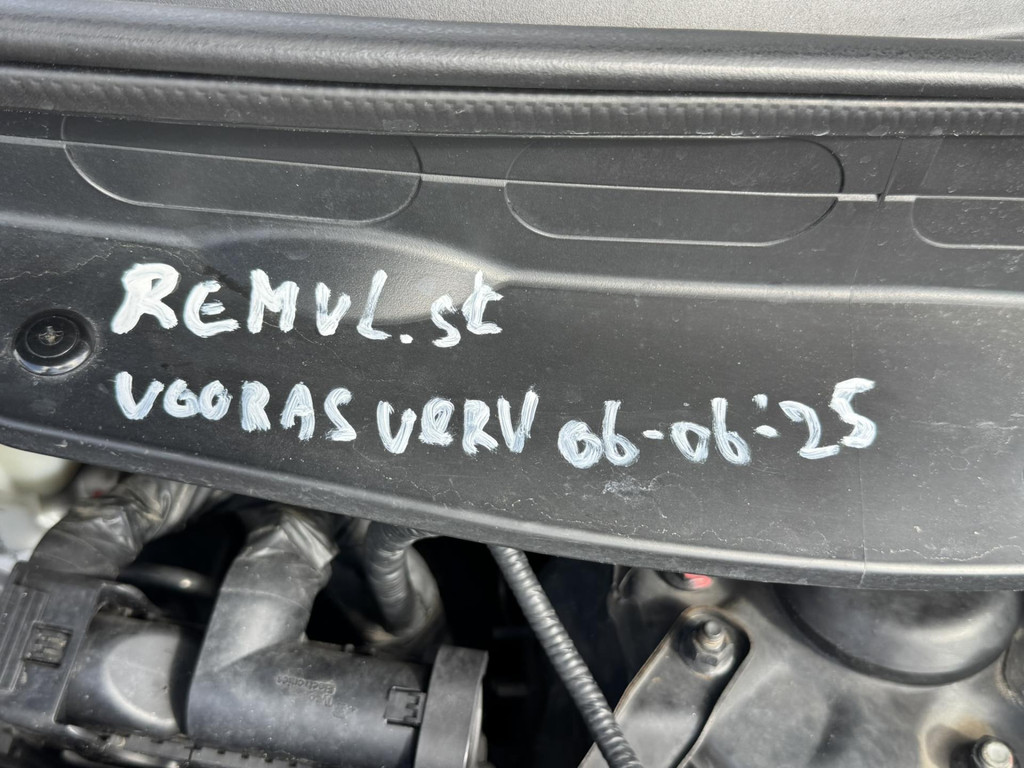 REMVL.st
VOORAS VERV 06-06-'25